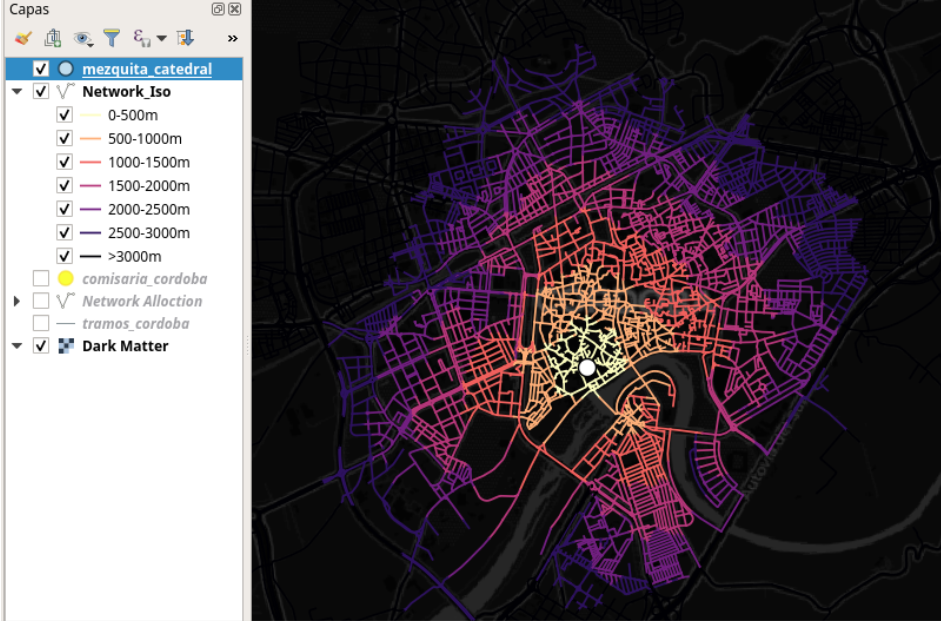 Capas
»
mezquita_catedral
Network_Iso
0-500m
500-1000m
1000-1500m
1500-2000m
2000-2500m
2500-3000m
>3000m
comisaria_cordoba
Network Alloction
tramos_cordoba
Dark Matter